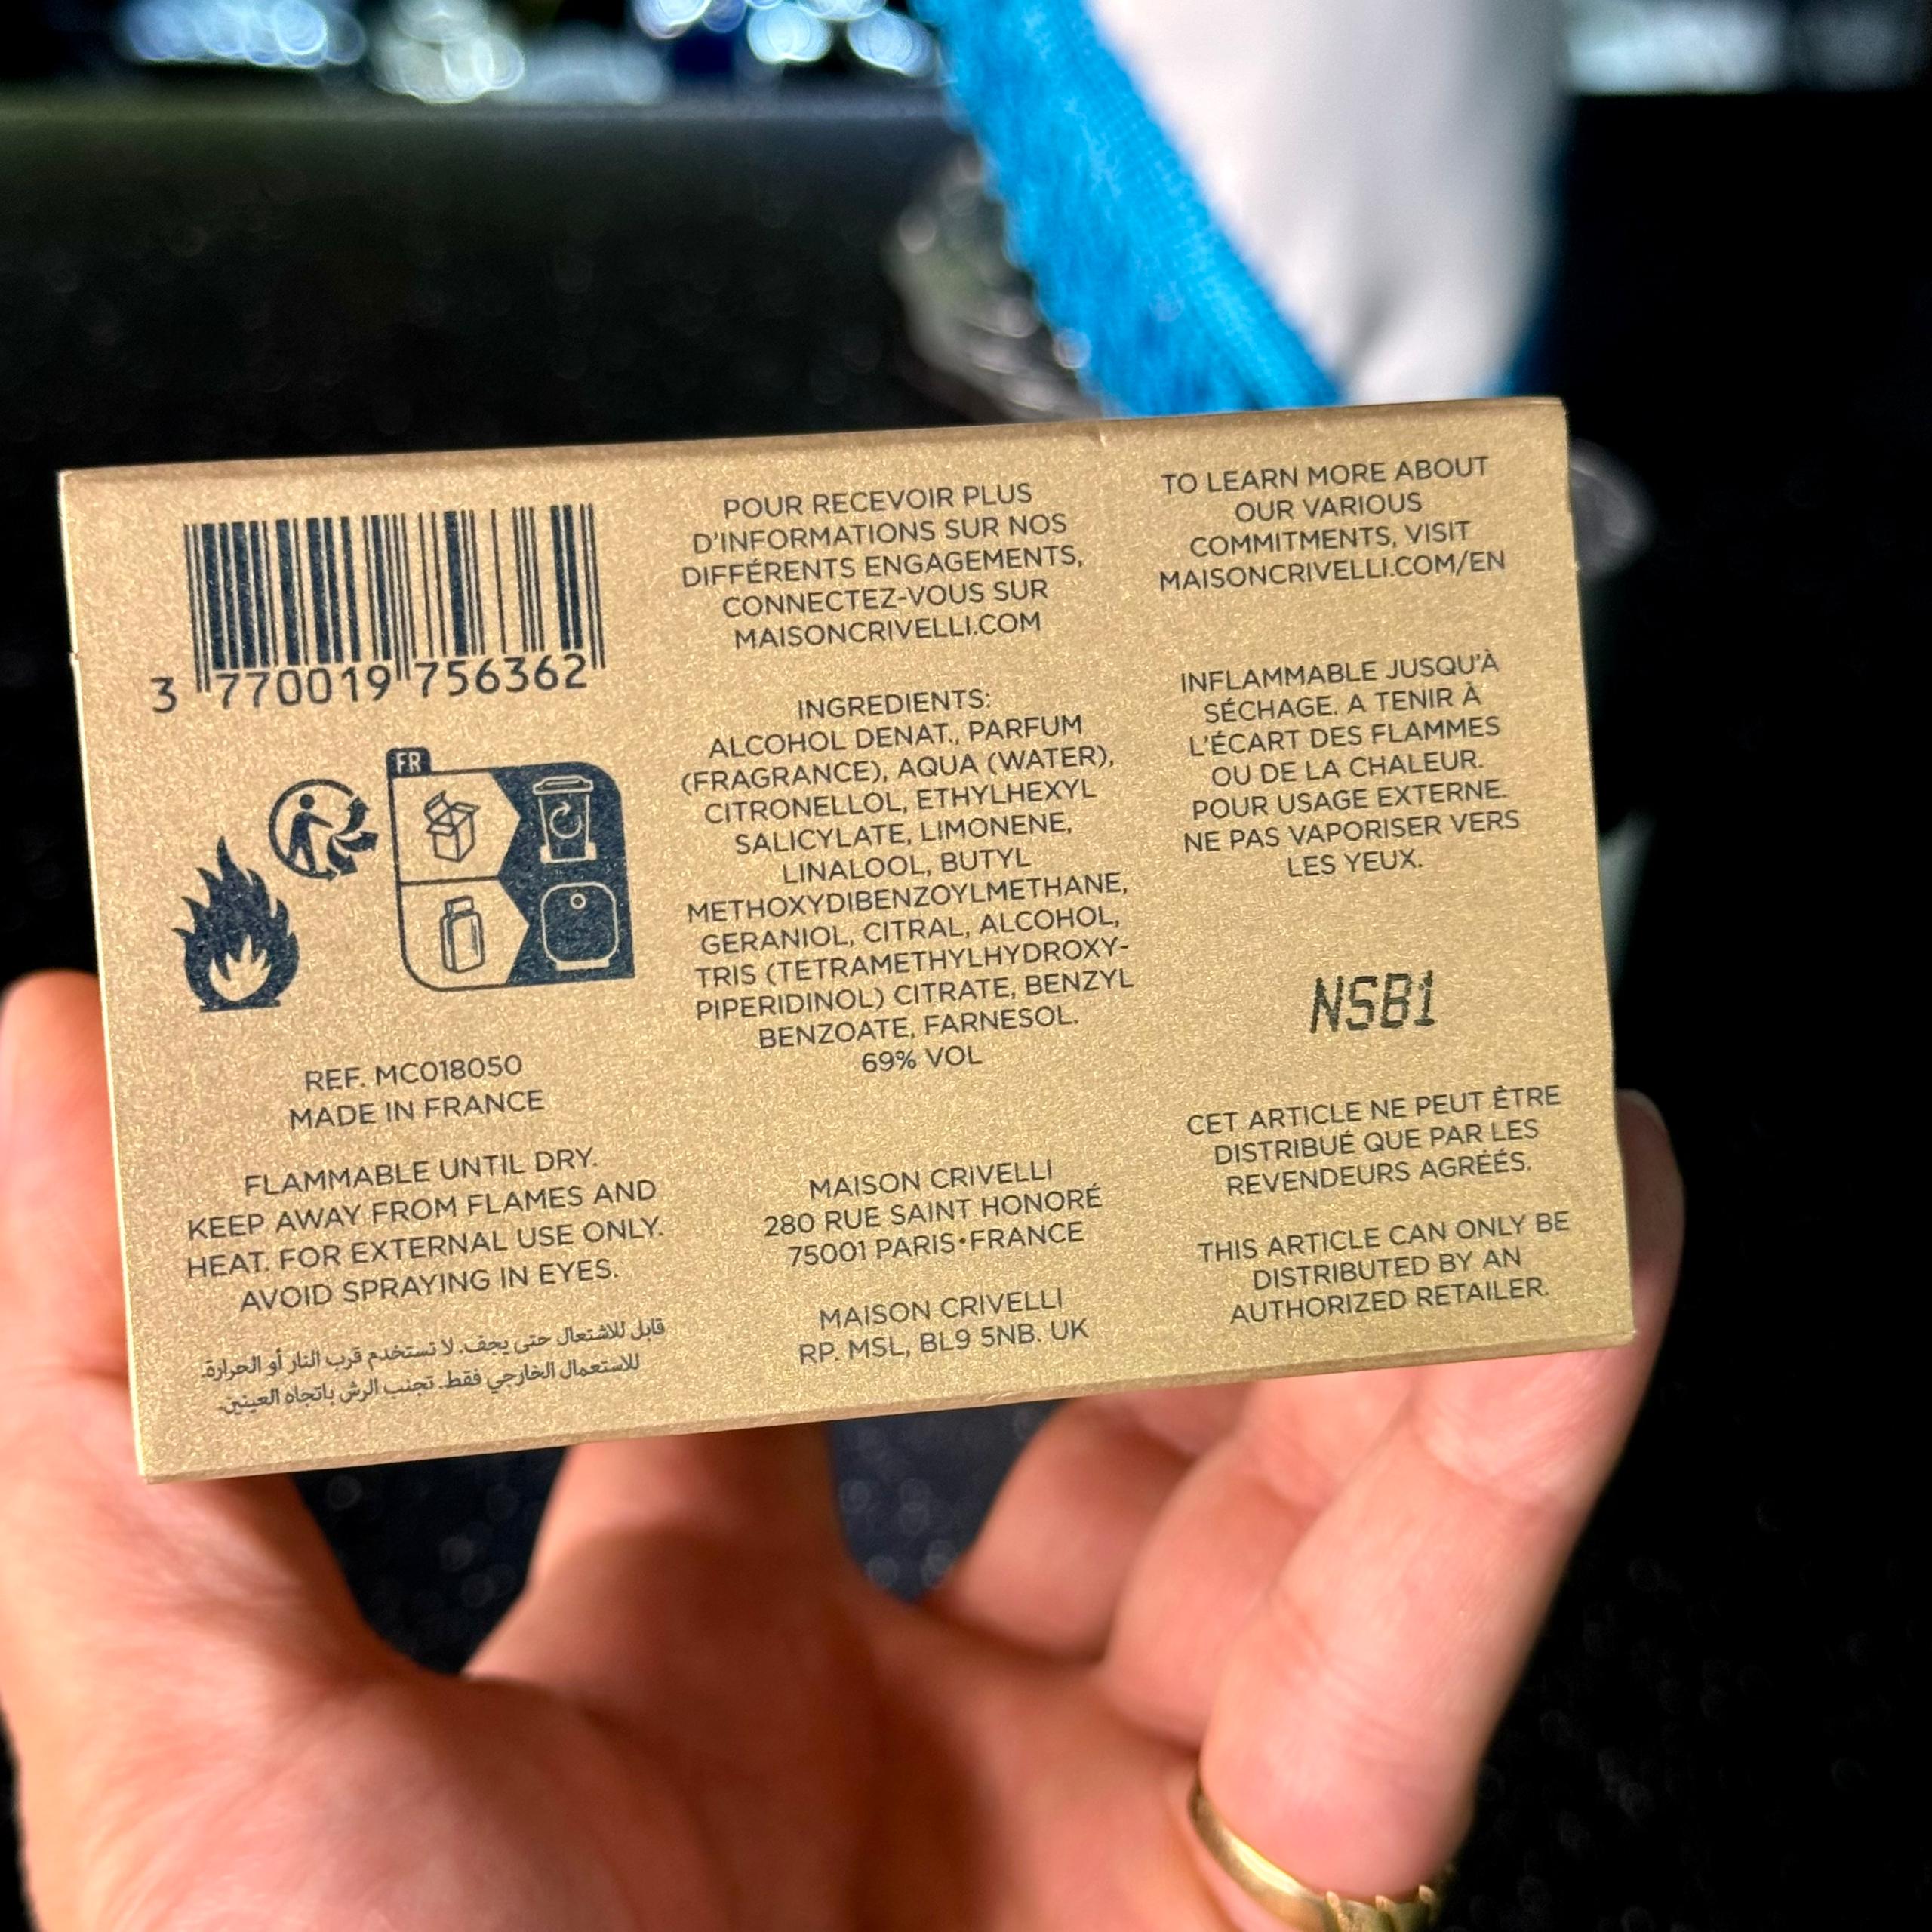 3 770019 756362
FR
REF. MC018050
MADE IN FRANCE
FLAMMABLE UNTIL DRY.
KEEP AWAY FROM FLAMES AND
HEAT. FOR EXTERNAL USE ONLY.
AVOID SPRAYING IN EYES.
قابل للاشتعال حتى يجف. لا تستخدم قرب النار أو الحرارة.
للاستعمال الخارجي فقط. تجنب الرش باتجاه العينين.
POUR RECEVOIR PLUS
D'INFORMATIONS SUR NOS
DIFFÉRENTS ENGAGEMENTS,
CONNECTEZ-VOUS SUR
MAISONCRIVELLI.COM
INGREDIENTS:
ALCOHOL DENAT., PARFUM
(FRAGRANCE), AQUA (WATER),
CITRONELLOL, ETHYLHEXYL
SALICYLATE, LIMONENE,
LINALOOL, BUTYL
METHOXYDIBENZOYLMETHANE,
GERANIOL, CITRAL, ALCOHOL,
TRIS (TETRAMETHYLHYDROXY-
PIPERIDINOL) CITRATE, BENZYL
BENZOATE, FARNESOL.
69% VOL
MAISON CRIVELLI
280 RUE SAINT HONORÉ
75001 PARIS•FRANCE
MAISON CRIVELLI
RP. MSL, BL9 5NB. UK
TO LEARN MORE ABOUT
OUR VARIOUS
COMMITMENTS, VISIT
MAISONCRIVELLI.COM/EN
INFLAMMABLE JUSQU'À
SÉCHAGE. A TENIR À
L'ÉCART DES FLAMMES
OU DE LA CHALEUR.
POUR USAGE EXTERNE.
NE PAS VAPORISER VERS
LES YEUX.
NSB1
CET ARTICLE NE PEUT ÊTRE
DISTRIBUÉ QUE PAR LES
REVENDEURS AGRÉÉS.
THIS ARTICLE CAN ONLY BE
DISTRIBUTED BY AN
AUTHORIZED RETAILER.